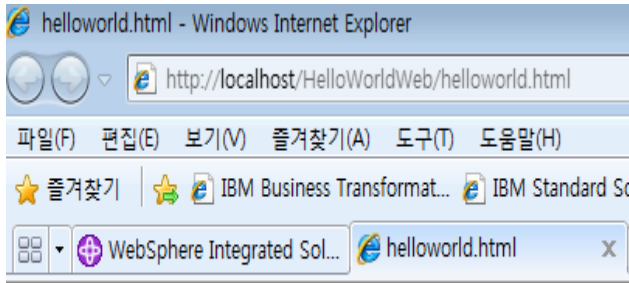 helloworld.html - Windows Internet Explorer
http://localhost/HelloWorldWeb/helloworld.html
파일(F) 편집(E) 보기(V) 즐겨찾기(A) 도구(T) 도움말(H)
즐겨찾기 IBM Business Transformat... IBM Standard So
WebSphere Integrated Sol... helloworld.html X